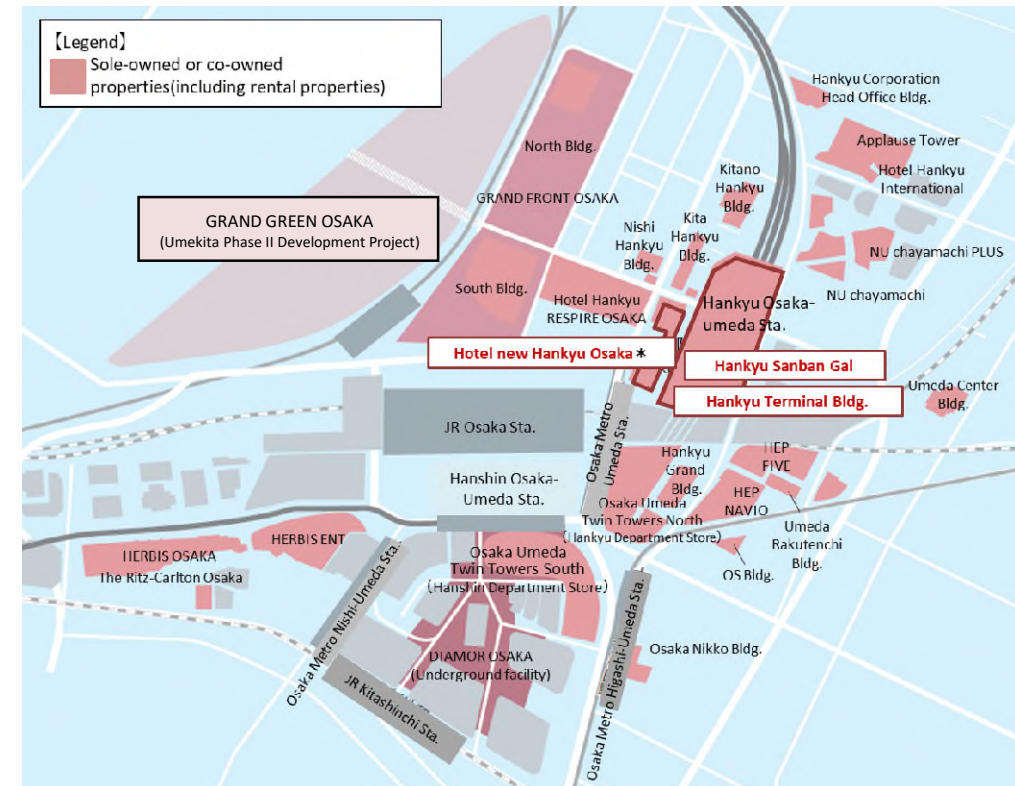 【Legend】
Sole-owned or co-owned
properties(including rental properties)
Hankyu Corporation
Head Office Bldg.
Applause Tower
Hotel Hankyu
International
North Bldg.
Kitano
Hankyu
Bldg.
GRAND FRONT OSAKA
GRAND GREEN OSAKA
(Umekita Phase II Development Project)
Nishi
Hankyu
Bldg.
Kita
Hankyu
Bldg.
NU chayamachi PLUS
NU chayamachi
South Bldg.
Hotel Hankyu
RESPIRE OSAKA
Hankyu Osaka-
umeda Sta.
Hotel new Hankyu Osaka *
Hankyu Sanban Gal
Hankyu Terminal Bldg.
Umeda Center
Bldg.
JR Osaka Sta.
Osaka Metro
Umeda Sta.
Hankyu
Grand
Bldg.
HEP
FIVE
HEP
NAVIO
Hanshin Osaka-
Umeda Sta.
Osaka Umeda
Twin Towers North
(Hankyu Department Store)
Umeda
Rakutenchi
Bldg.
OS Bldg.
HERBIS OSAKA
HERBIS ENT
The Ritz-Carlton Osaka
Osaka Umeda
Twin Towers South
(Hanshin Department Store)
Osaka Metro Nishi-Umeda Sta.
DIAMOR OSAKA
(Underground facility)
JR Kitashinchi Sta.
Osaka Metro Higashi-Umeda Sta.
Osaka Nikko Bldg.